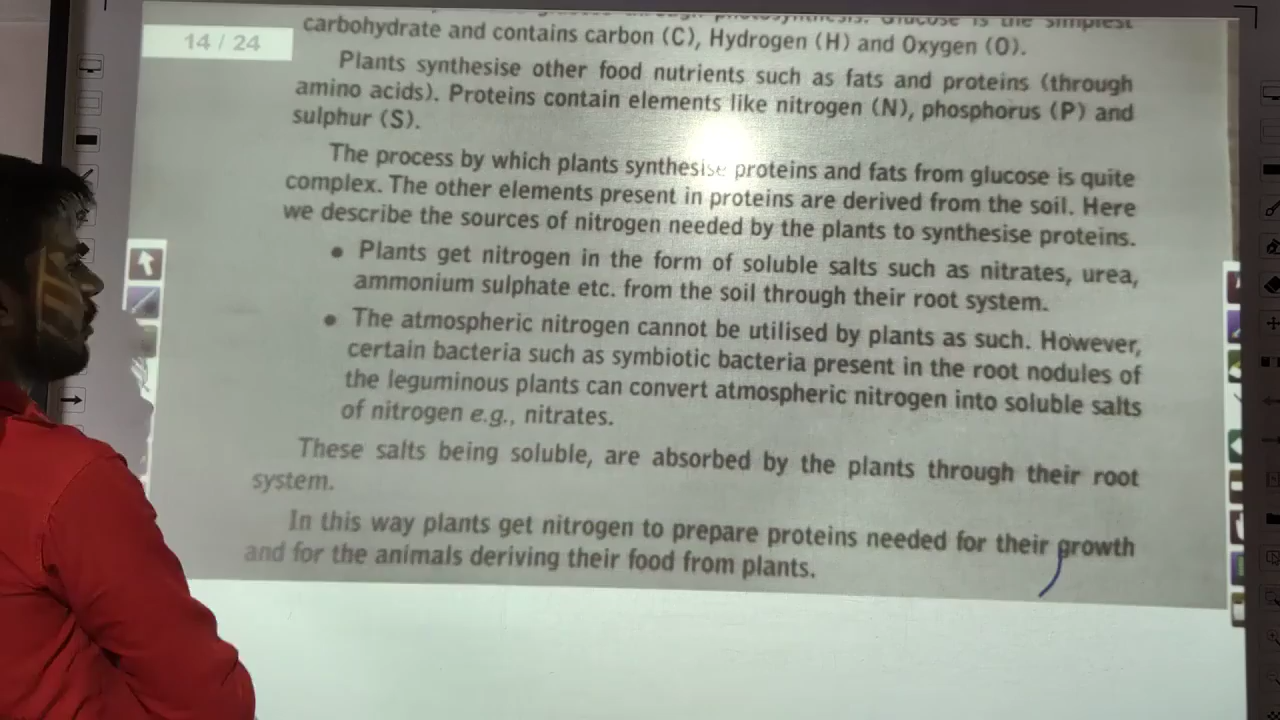 through photosynthesis. Glucose is the simplest
14 / 24
carbohydrate and contains carbon (C), Hydrogen (H) and Oxygen (O).
Plants synthesise other food nutrients such as fats and proteins (through
amino acids). Proteins contain elements like nitrogen (N), phosphorus (P) and
sulphur (S).
The process by which plants synthesise proteins and fats from glucose is quite
complex. The other elements present in proteins are derived from the soil. Here
we describe the sources of nitrogen needed by the plants to synthesise proteins.
• Plants get nitrogen in the form of soluble salts such as nitrates, urea,
ammonium sulphate etc. from the soil through their root system.
• The atmospheric nitrogen cannot be utilised by plants as such. However,
certain bacteria such as symbiotic bacteria present in the root nodules of
the leguminous plants can convert atmospheric nitrogen into soluble salts
of nitrogen e.g., nitrates.
These salts being soluble, are absorbed by the plants through their root
system.
In this way plants get nitrogen to prepare proteins needed for their growth
and for the animals deriving their food from plants.